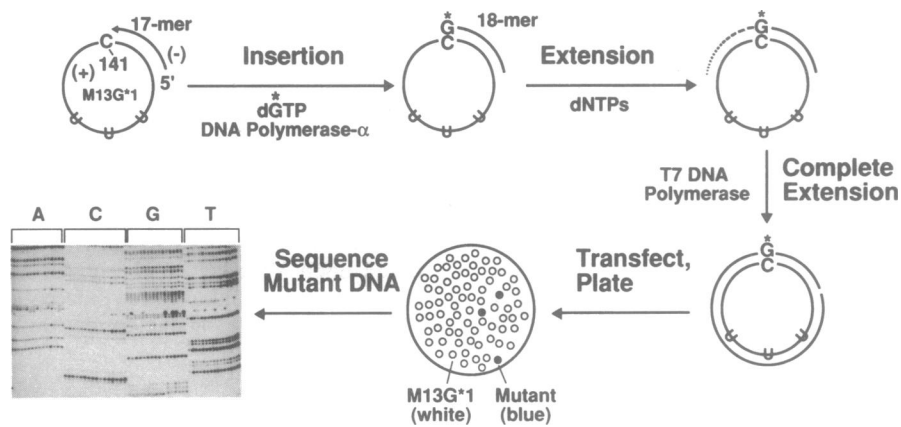 17-mer
C
141
(-)
(+)
5'
M13G*1
U U U
Insertion
*
dGTP
DNA Polymerase-α
*
G
C
18-mer
U U U
Extension
dNTPs
*
G
C
U U U
T7 DNA
Polymerase
Complete
Extension
*
G
C
U U U
Transfect,
Plate
M13G*1
(white)
Mutant
(blue)
Sequence
Mutant DNA
A C G T